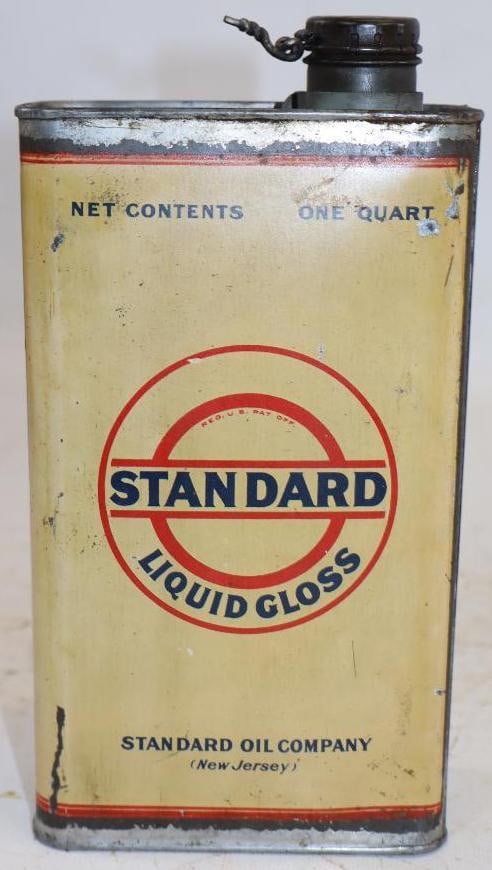 NET CONTENTS ONE QUART
REG. U.S. PAT. OFF.
STANDARD
LIQUID GLOSS
STANDARD OIL COMPANY
(New Jersey)